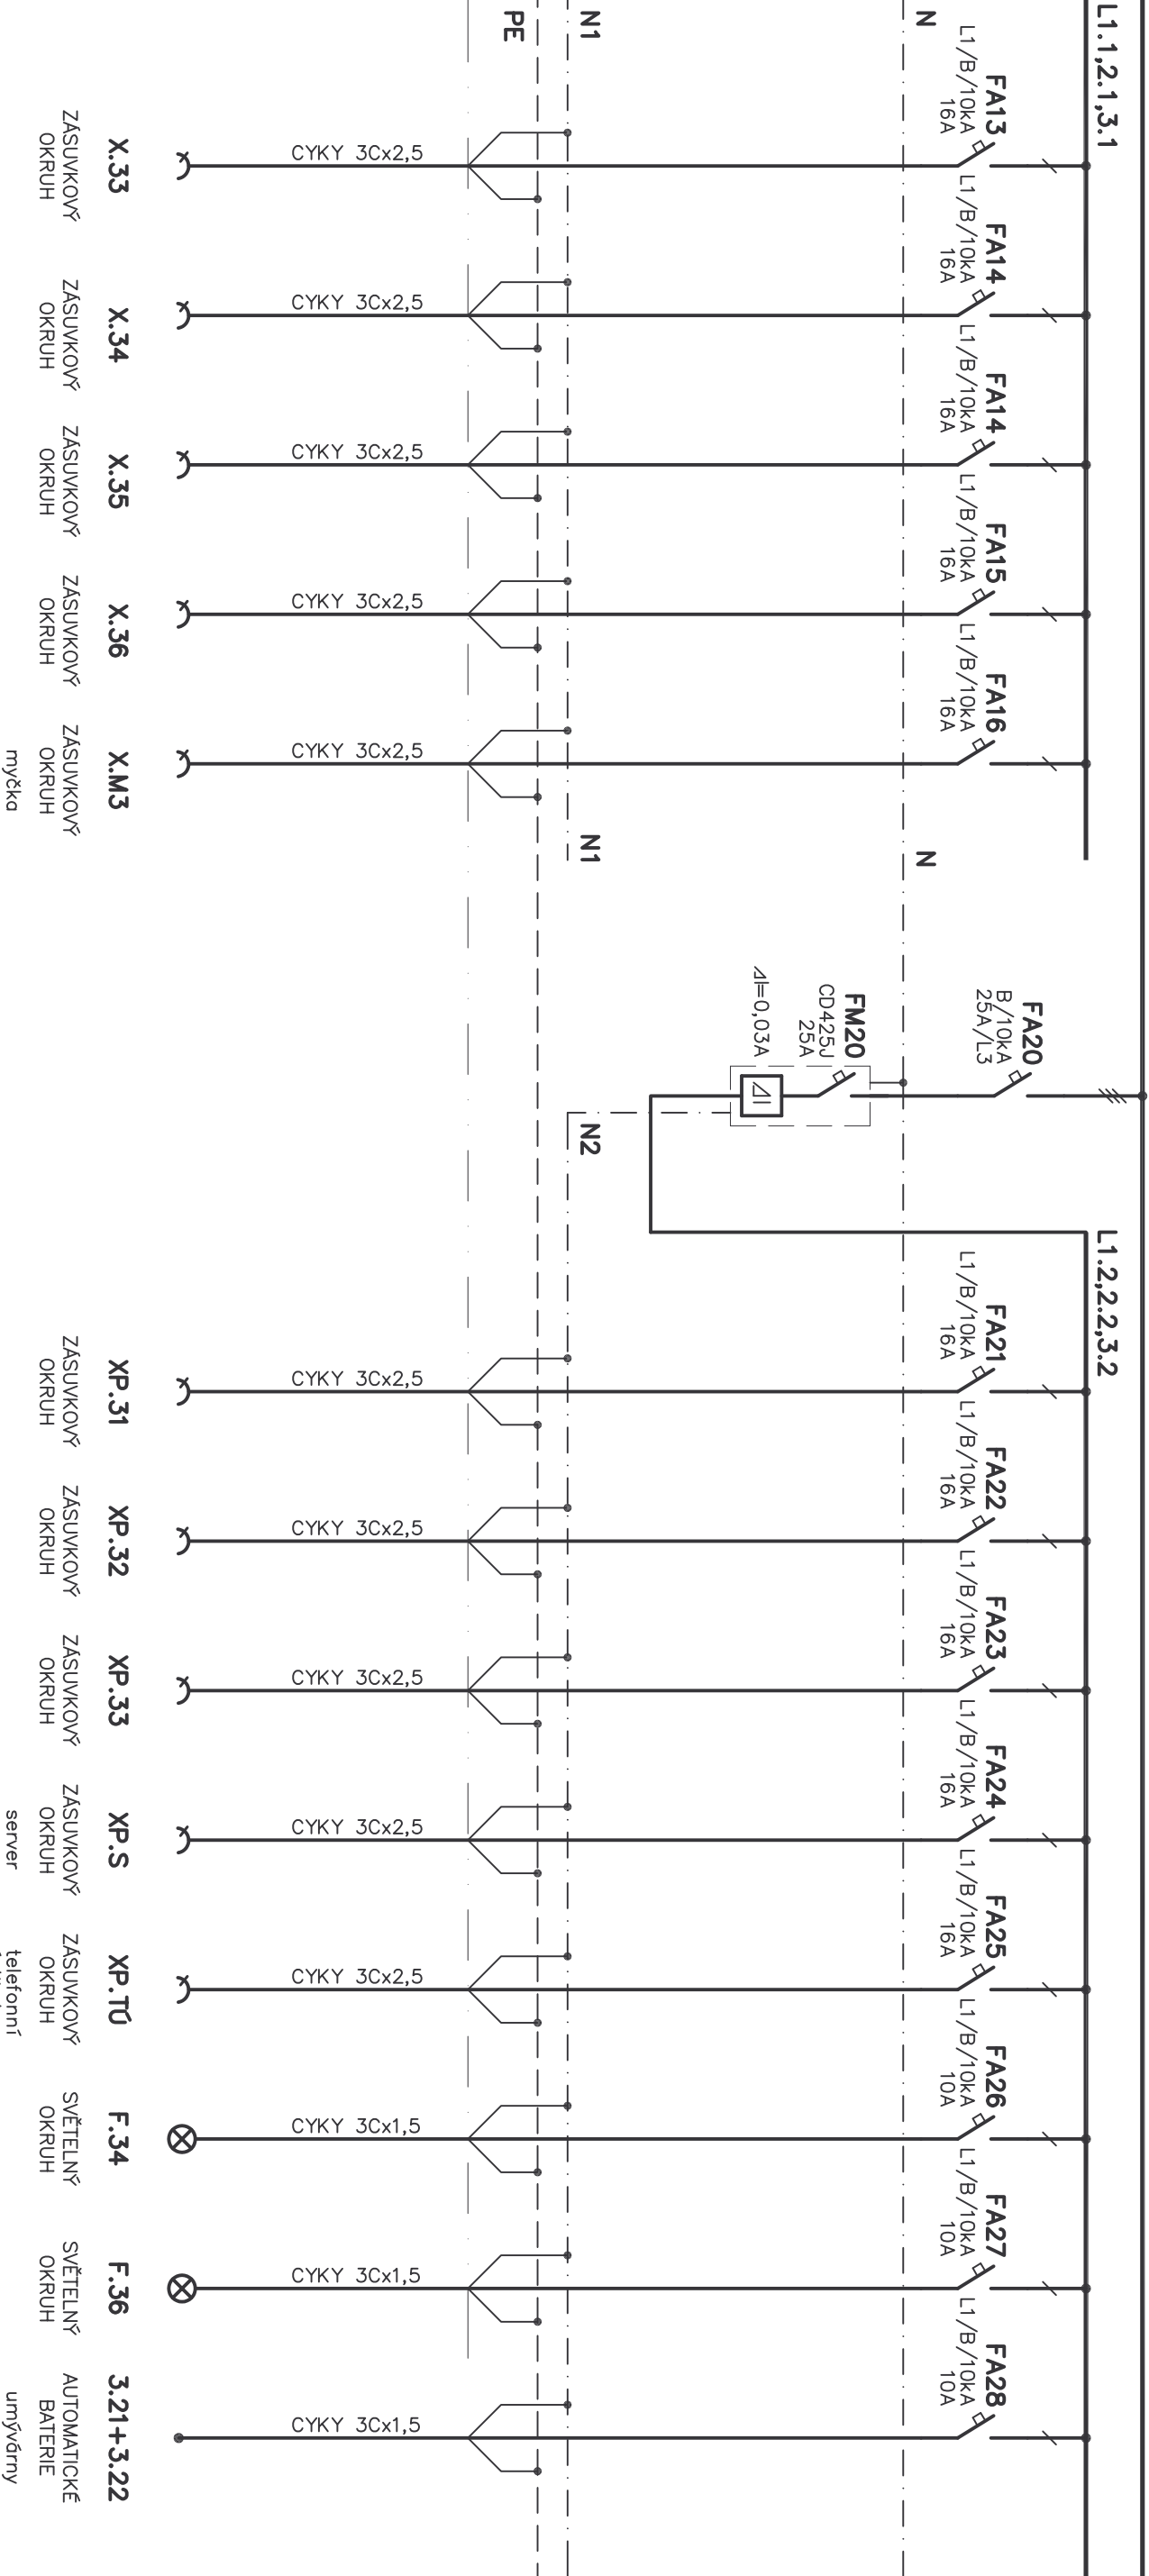 L1.1,2.1,3.1
N
N1
PE
FA13
L1/B/10kA
16A
CYKY 3Cx2,5
X.33
ZÁSUVKOVÝ
OKRUH
FA14
L1/B/10kA
16A
CYKY 3Cx2,5
X.34
ZÁSUVKOVÝ
OKRUH
FA14
L1/B/10kA
16A
CYKY 3Cx2,5
X.35
ZÁSUVKOVÝ
OKRUH
FA15
L1/B/10kA
16A
CYKY 3Cx2,5
X.36
ZÁSUVKOVÝ
OKRUH
FA16
L1/B/10kA
16A
CYKY 3Cx2,5
X.M3
ZÁSUVKOVÝ
OKRUH
myčka
N
N1
FA20
B/10kA
25A/L3
FM20
CD425J
25A
ΔI=0,03A
ΔI
N2
L1.2,2.2,3.2
FA21
L1/B/10kA
16A
CYKY 3Cx2,5
XP.31
ZÁSUVKOVÝ
OKRUH
FA22
L1/B/10kA
16A
CYKY 3Cx2,5
XP.32
ZÁSUVKOVÝ
OKRUH
FA23
L1/B/10kA
16A
CYKY 3Cx2,5
XP.33
ZÁSUVKOVÝ
OKRUH
FA24
L1/B/10kA
16A
CYKY 3Cx2,5
XP.S
ZÁSUVKOVÝ
OKRUH
server
FA25
L1/B/10kA
16A
CYKY 3Cx2,5
XP.TÚ
ZÁSUVKOVÝ
OKRUH
telefonní
FA26
L1/B/10kA
10A
CYKY 3Cx1,5
F.34
SVĚTELNÝ
OKRUH
FA27
L1/B/10kA
10A
CYKY 3Cx1,5
F.36
SVĚTELNÝ
OKRUH
FA28
L1/B/10kA
10A
CYKY 3Cx1,5
3.21+3.22
AUTOMATICKÉ
BATERIE
umývárny